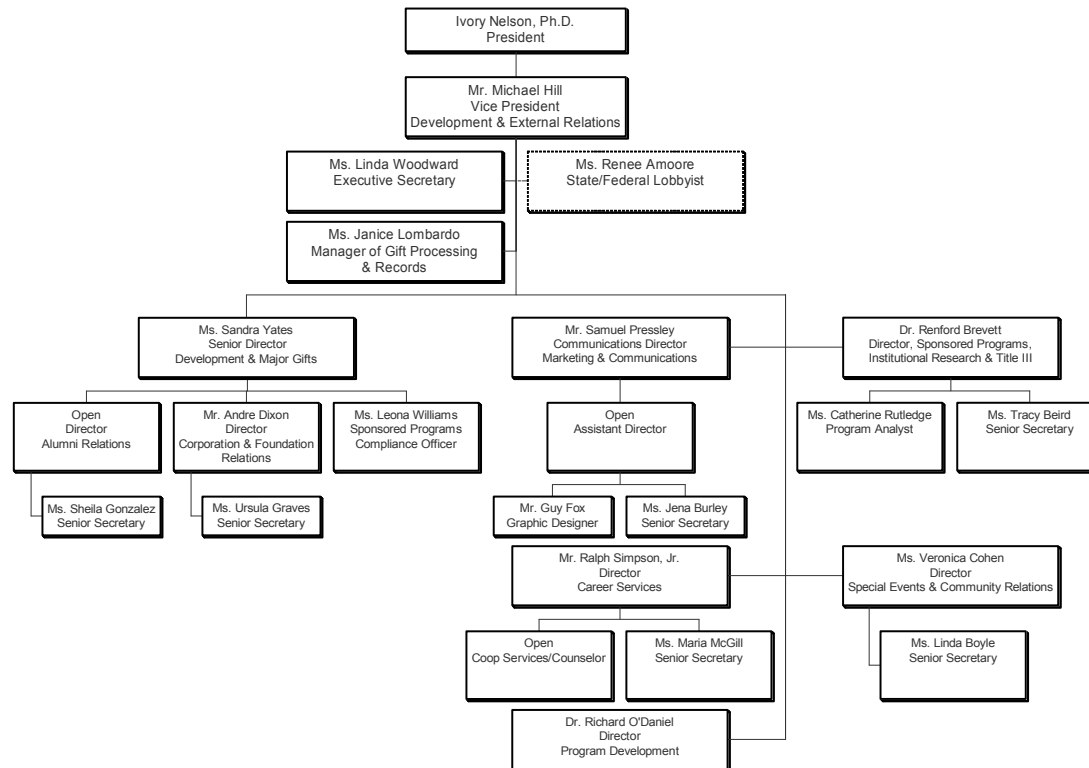 Ivory Nelson, Ph.D.
President
Mr. Michael Hill
Vice President
Development & External Relations
Ms. Linda Woodward
Executive Secretary
Ms. Renee Amoore
State/Federal Lobbyist
Ms. Janice Lombardo
Manager of Gift Processing
& Records
Ms. Sandra Yates
Senior Director
Development & Major Gifts
Mr. Samuel Pressley
Communications Director
Marketing & Communications
Dr. Renford Brevett
Director, Sponsored Programs,
Institutional Research & Title III
Open
Director
Alumni Relations
Mr. Andre Dixon
Director
Corporation & Foundation
Relations
Ms. Leona Williams
Sponsored Programs
Compliance Officer
Open
Assistant Director
Ms. Catherine Rutledge
Program Analyst
Ms. Tracy Beird
Senior Secretary
Ms. Sheila Gonzalez
Senior Secretary
Ms. Ursula Graves
Senior Secretary
Mr. Guy Fox
Graphic Designer
Ms. Jena Burley
Senior Secretary
Mr. Ralph Simpson, Jr.
Director
Career Services
Ms. Veronica Cohen
Director
Special Events & Community Relations
Open
Coop Services/Counselor
Ms. Maria McGill
Senior Secretary
Ms. Linda Boyle
Senior Secretary
Dr. Richard O'Daniel
Director
Program Development